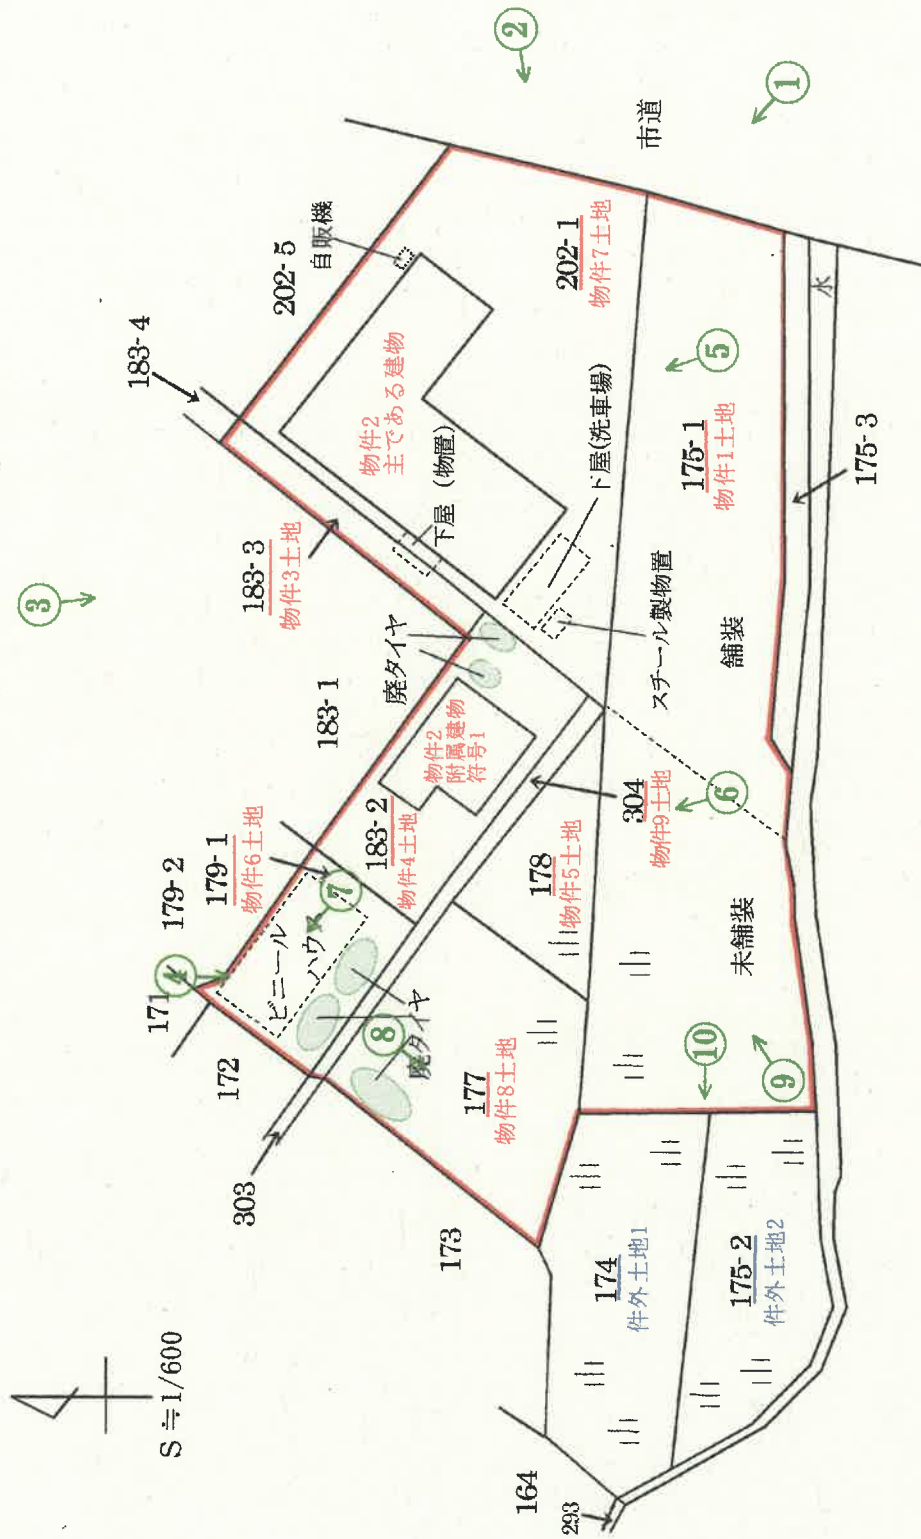 S≒1/600
164
293
303
173
172
171
④
179-2
179-1
物件6土地
183-1
183-3
物件3土地
183-4
202-5
自販機
③
②
①
市道
202-1
物件7土地
物件2
主である建物
下屋 (物置)
下屋(洗車場)
スチール製物置
廃タイヤ
物件2
附属建物
符号1
183-2
物件4土地
⑦
ビニール
ハウ
⑧
廃タイヤ
177
物件8土地
178
物件5土地
304
物件9土地
⑥
⑤
175-1
物件1土地
舗装
未舗装
水
175-3
⑩
⑨
174
件外土地1
175-2
件外土地2